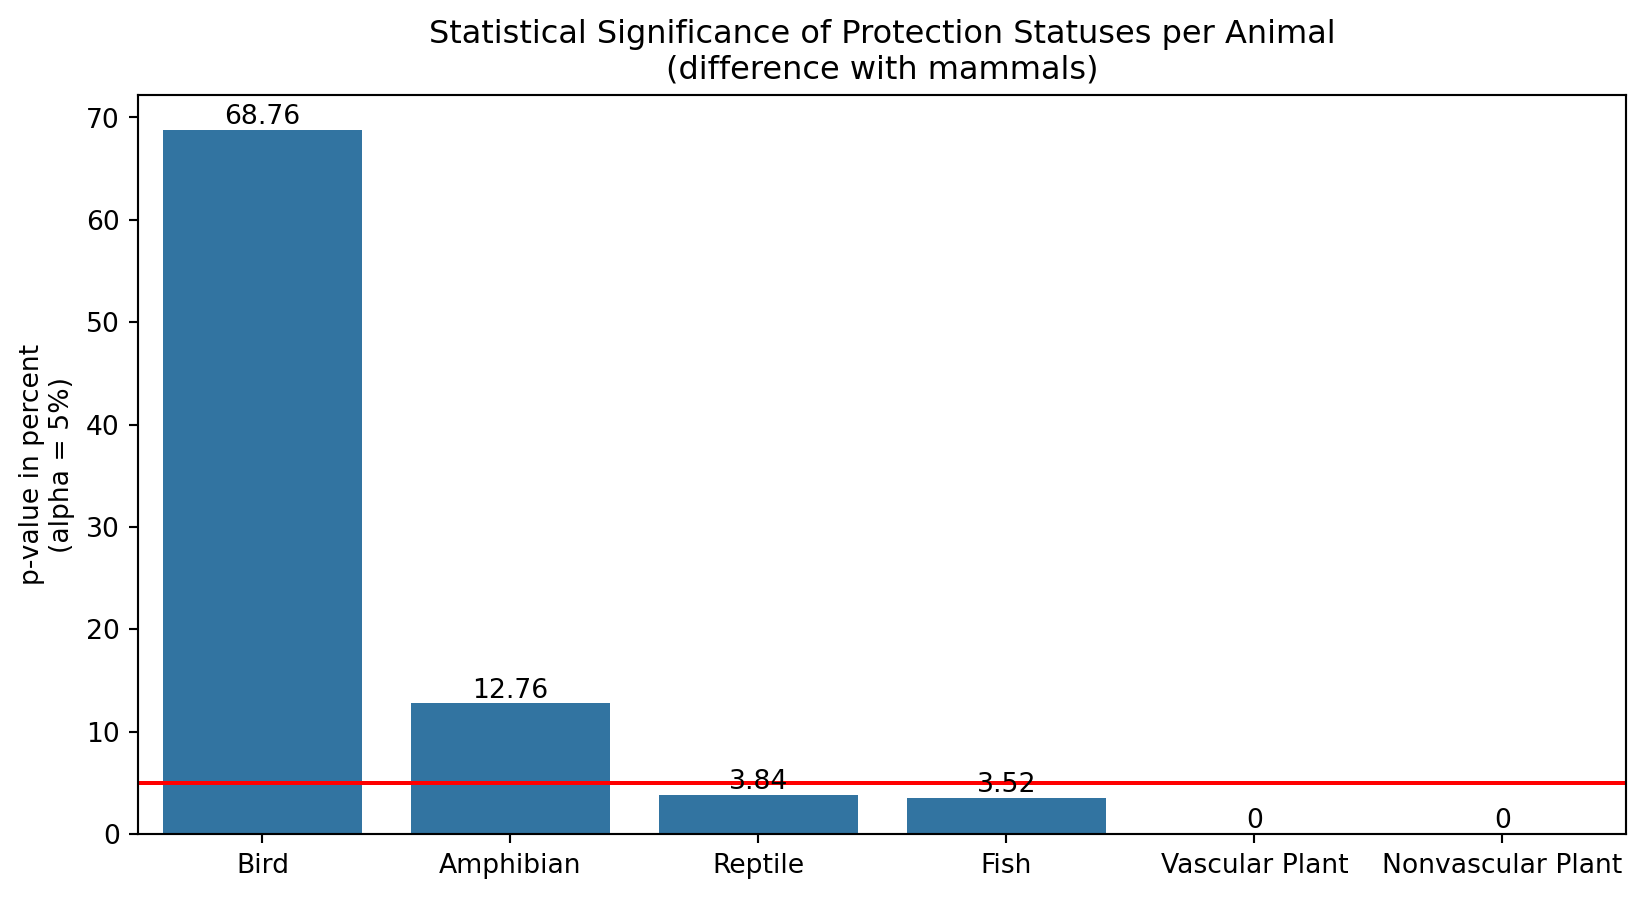 Statistical Significance of Protection Statuses per Animal
(difference with mammals)
p-value in percent
(alpha = 5%)
70
60
50
40
30
20
10
0
68.76
12.76
3.84
3.52
0
0
Bird
Amphibian
Reptile
Fish
Vascular Plant
Nonvascular Plant